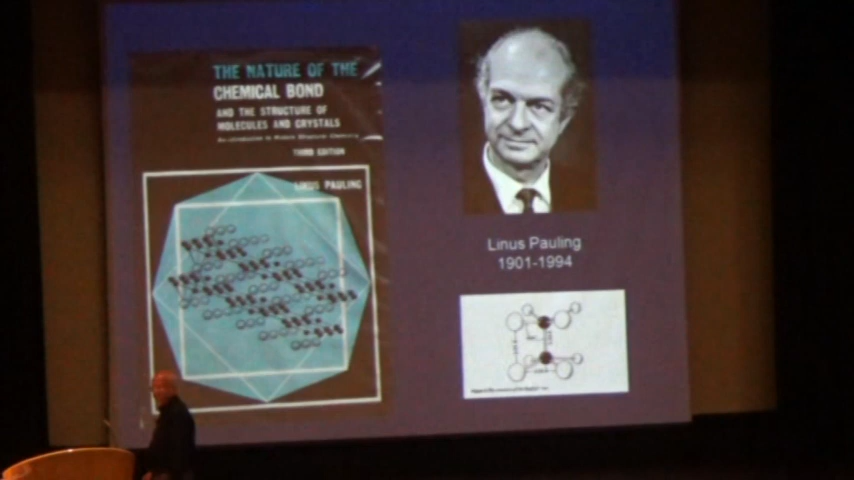 THE NATURE OF THE
CHEMICAL BOND
AND THE STRUCTURE OF
MOLECULES AND CRYSTALS
THIRD EDITION
LINUS PAULING
Linus Pauling
1901-1994